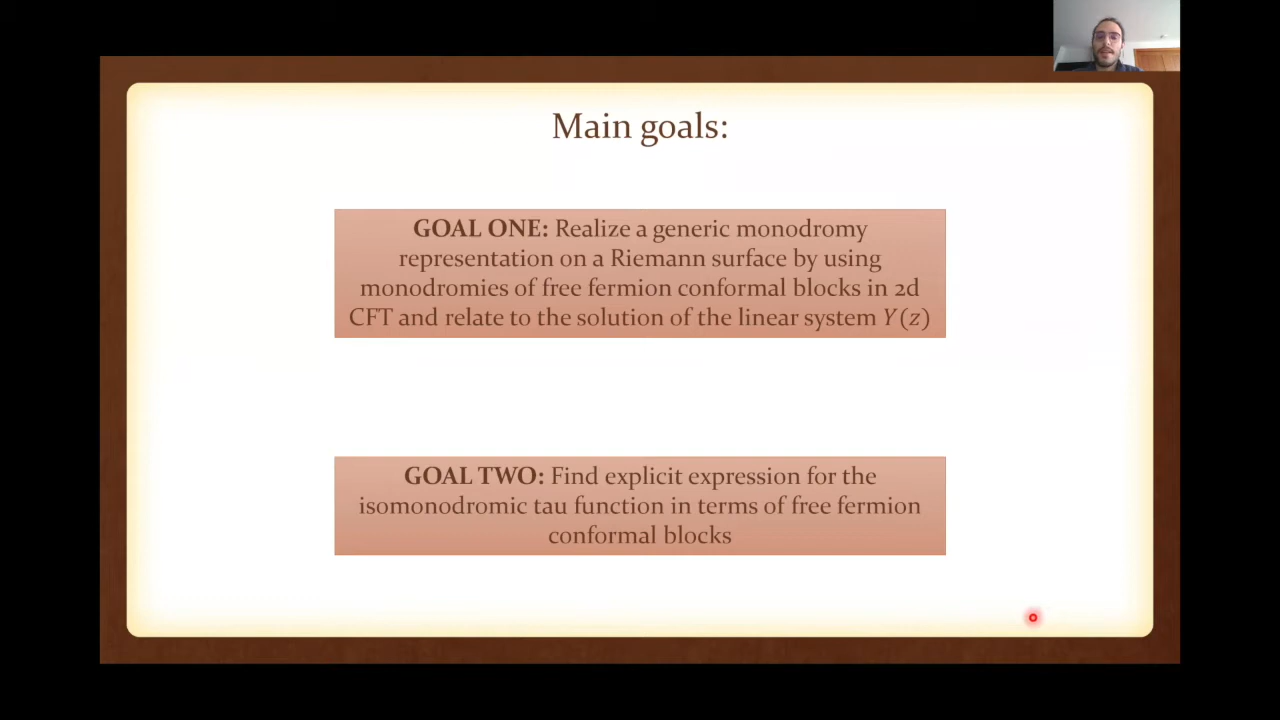 Main goals:
GOAL ONE: Realize a generic monodromy
representation on a Riemann surface by using
monodromies of free fermion conformal blocks in 2d
CFT and relate to the solution of the linear system Y(z)
GOAL TWO: Find explicit expression for the
isomonodromic tau function in terms of free fermion
conformal blocks